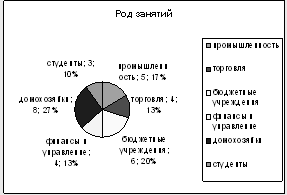 Род занятий
студенты; 3;
10%
промышленн
ость; 5; 17%
домохозяйки;
8; 27%
торговля; 4;
13%
финансы и
управление;
4; 13%
бюджетные
учреждения;
6; 20%
промышленность
торговля
бюджетные
учреждения
финансы и
управление
домохозяйки
студенты